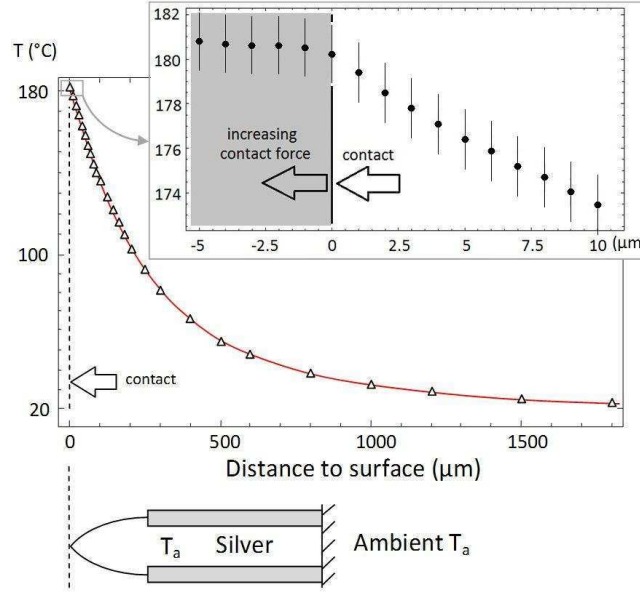 182
180
178
176
174
increasing
contact force
contact
-5
-2.5
0
2.5
5
7.5
10
(μm
T (°C)
180
100
20
contact
0
500
1000
1500
Distance to surface (μm)
Ta
Silver
Ambient Ta